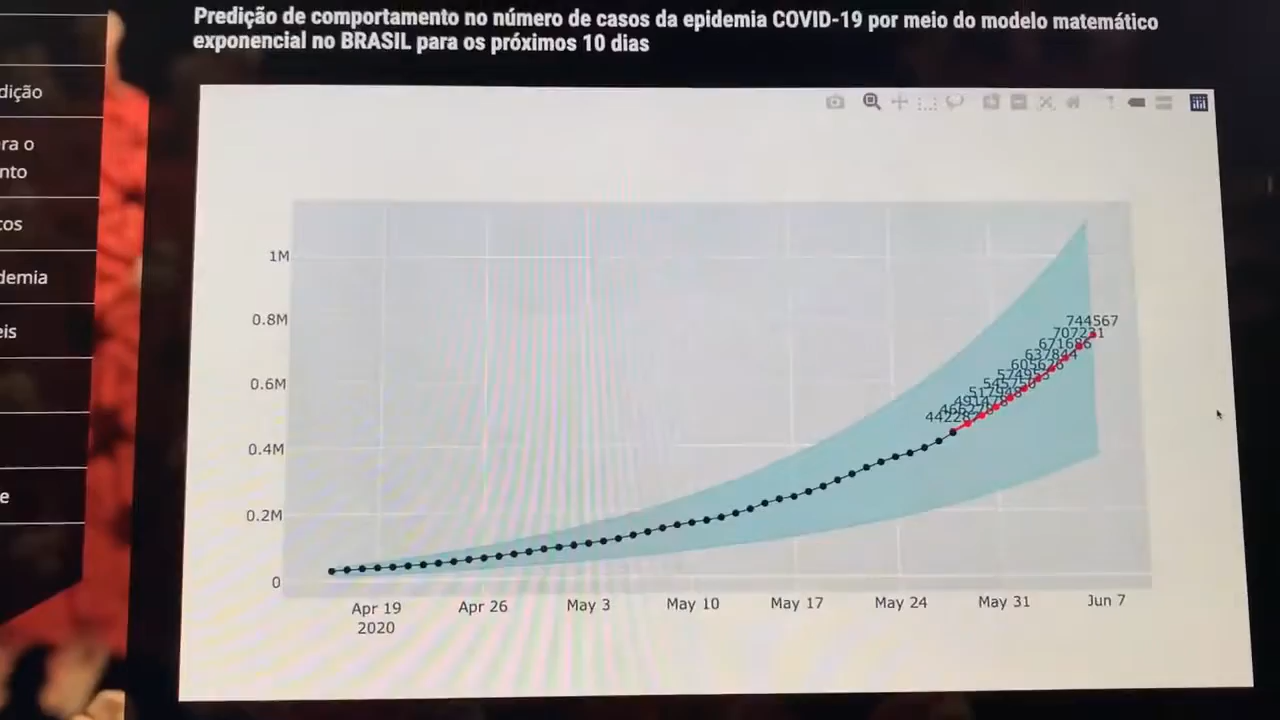 Predição de comportamento no número de casos da epidemia COVID-19 por meio do modelo matemático
exponencial no BRASIL para os próximos 10 dias
dição
ra o
nto
cos
demia
eis
e
1M
0.8M
0.6M
0.4M
0.2M
0
744567
707231
671686
637844
Apr 19
2020
Apr 26
May 3
May 10
May 17
May 24
May 31
Jun 7